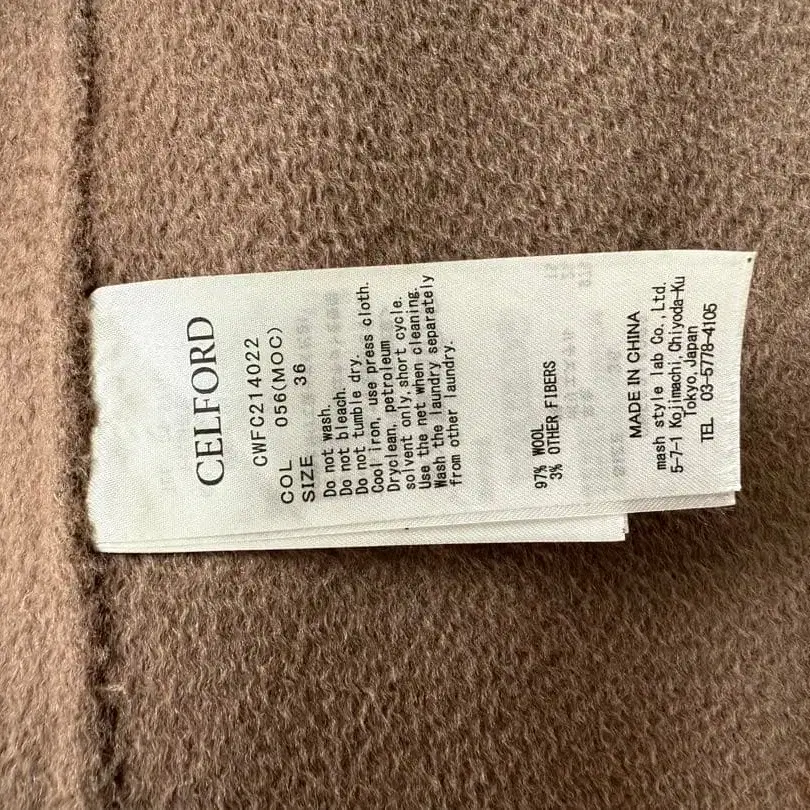 CELFORD
CWFC214022
COL 056(MOC)
SIZE 36
Do not wash.
Do not bleach.
Do not tumble dry.
Cool iron, use press cloth.
Dryclean, petroleum
solvent only, short cycle.
Use the net when cleaning.
Wash the laundry separately
from other laundry.
97% WOOL
3% OTHER FIBERS
MADE IN CHINA
mash style lab Co.,Ltd.
5-7-1 Kojimachi, Chiyoda-Ku
Tokyo, Japan
TEL 03-5778-4105